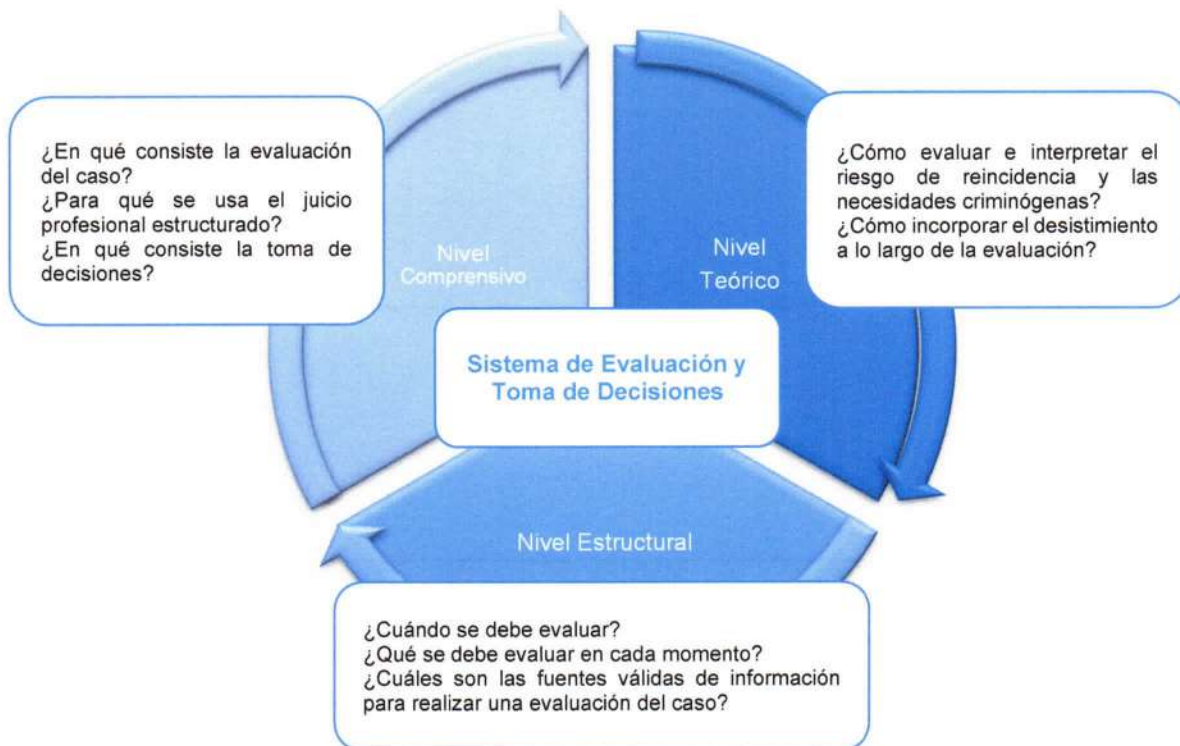 ¿En qué consiste la evaluación
del caso?
¿Para qué se usa el juicio
profesional estructurado?
¿En qué consiste la toma de
decisiones?
Nivel
Comprensivo
Nivel
Teórico
¿Cómo evaluar e interpretar el
riesgo de reincidencia y las
necesidades criminógenas?
¿Cómo incorporar el desistimiento
a lo largo de la evaluación?
Sistema de Evaluación y
Toma de Decisiones
Nivel Estructural
¿Cuándo se debe evaluar?
¿Qué se debe evaluar en cada momento?
¿Cuáles son las fuentes válidas de información
para realizar una evaluación del caso?